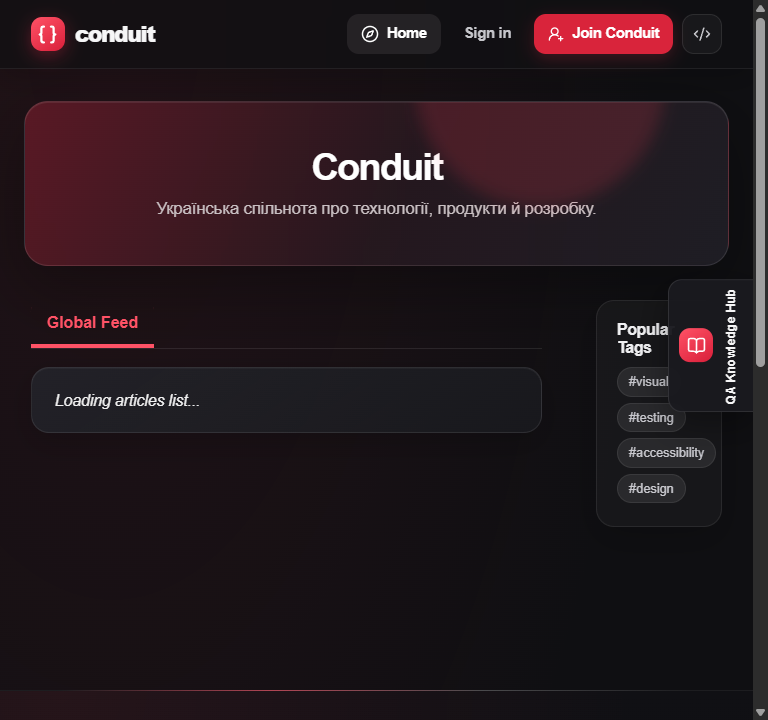 conduit
Home
Sign in
Join Conduit
Conduit
Українська спільнота про технології, продукти й розробку.
Global Feed
Loading articles list...
Popula
Tags
#visual
#testing
#accessibility
#design
QA Knowledge Hub